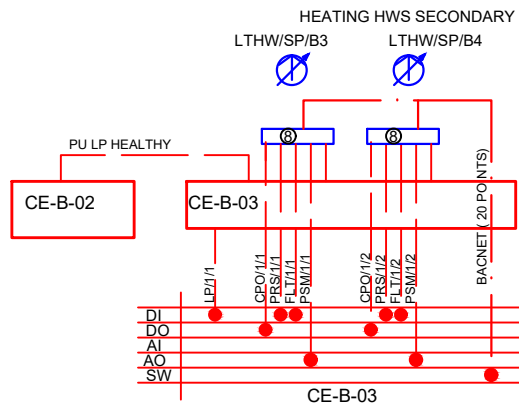 HEATING HWS SECONDARY
LTHW/SP/B3
LTHW/SP/B4
8
8
PU LP HEALTHY
CE-B-02
CE-B-03
BACNET ( 20 POINTS)
LP/1/1
CPO/1/1
PRS/1/1
FLT/1/1
PSM/1/1
CPO/1/2
PRS/1/2
FLT/1/2
PSM/1/2
DI
DO
AI
AO
SW
CE-B-03